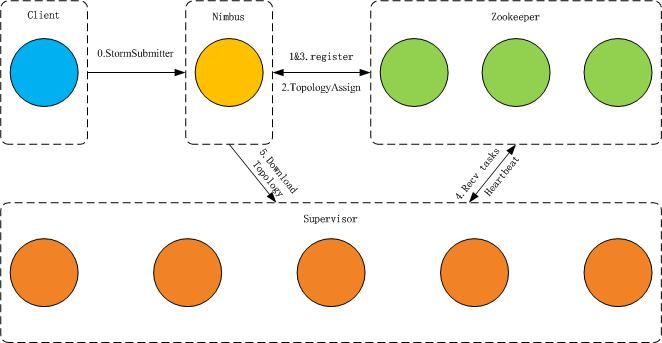 Client
Nimbus
Zookeeper
0.StormSubmitter
1&3.register
2.TopologyAssign
5.Download
Topology
4.Recv tasks
Heartbeat
Supervisor